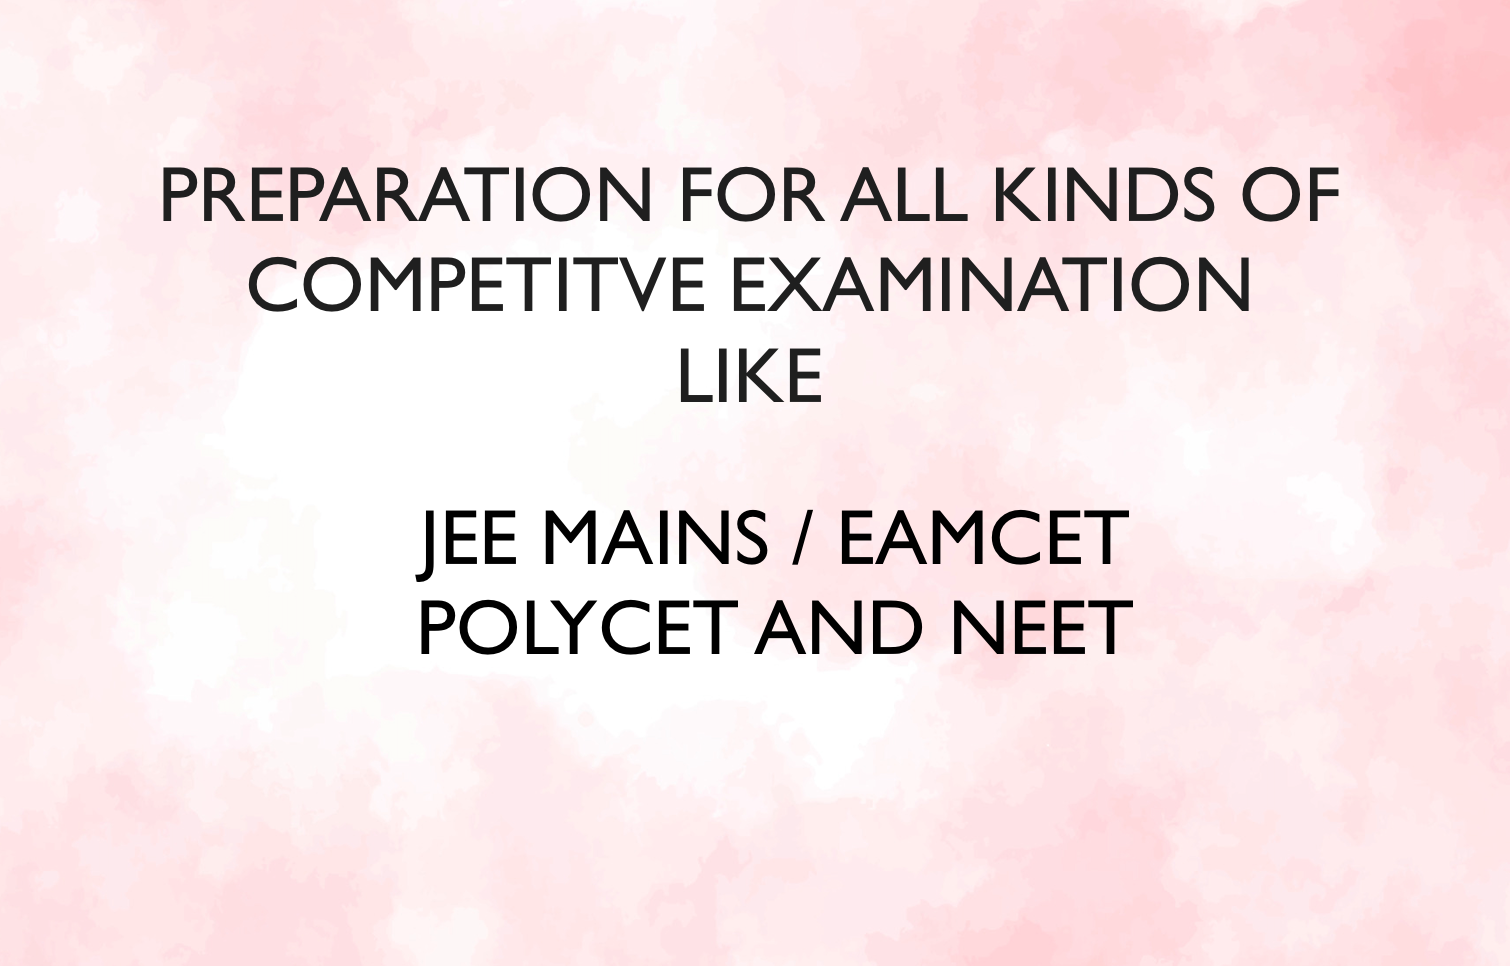 PREPARATION FOR ALL KINDS OF
COMPETITVE EXAMINATION
LIKE
JEE MAINS / EAMCET
POLYCET AND NEET